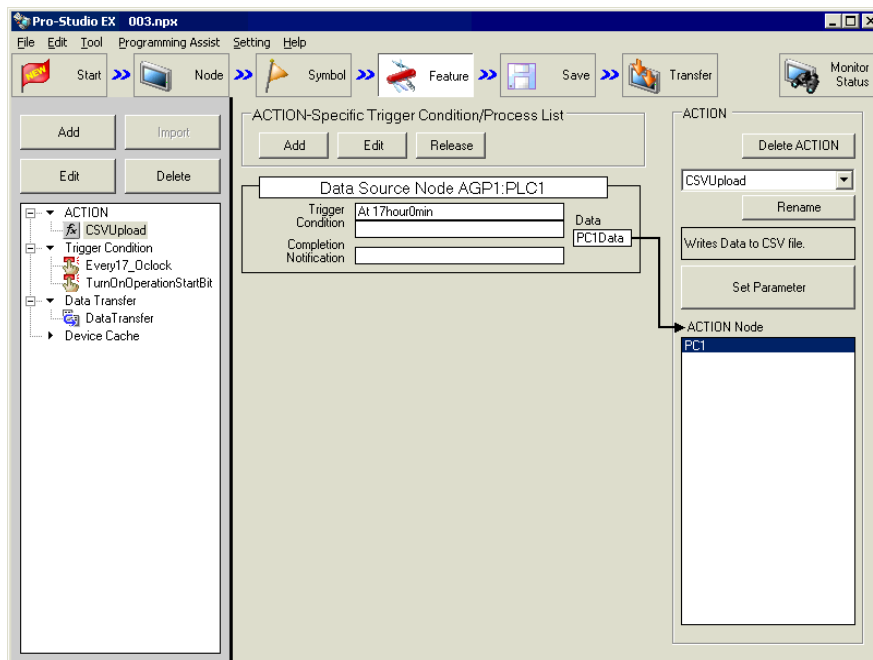 Pro-Studio EX 003.npx
File Edit Tool Programming Assist Setting Help
NEW Start Node Symbol Feature Save Transfer Monitor Status
Add Import
Edit Delete
ACTION
fx CSVUpload
Trigger Condition
Every17_Oclock
TurnOnOperationStartBit
Data Transfer
DataTransfer
Device Cache
ACTION-Specific Trigger Condition/Process List
Add Edit Release
Data Source Node AGP1:PLC1
Trigger Condition At 17hour0min
Data
PC1Data
Completion Notification
ACTION
Delete ACTION
CSVUpload
Rename
Writes Data to CSV file.
Set Parameter
ACTION Node
PC1